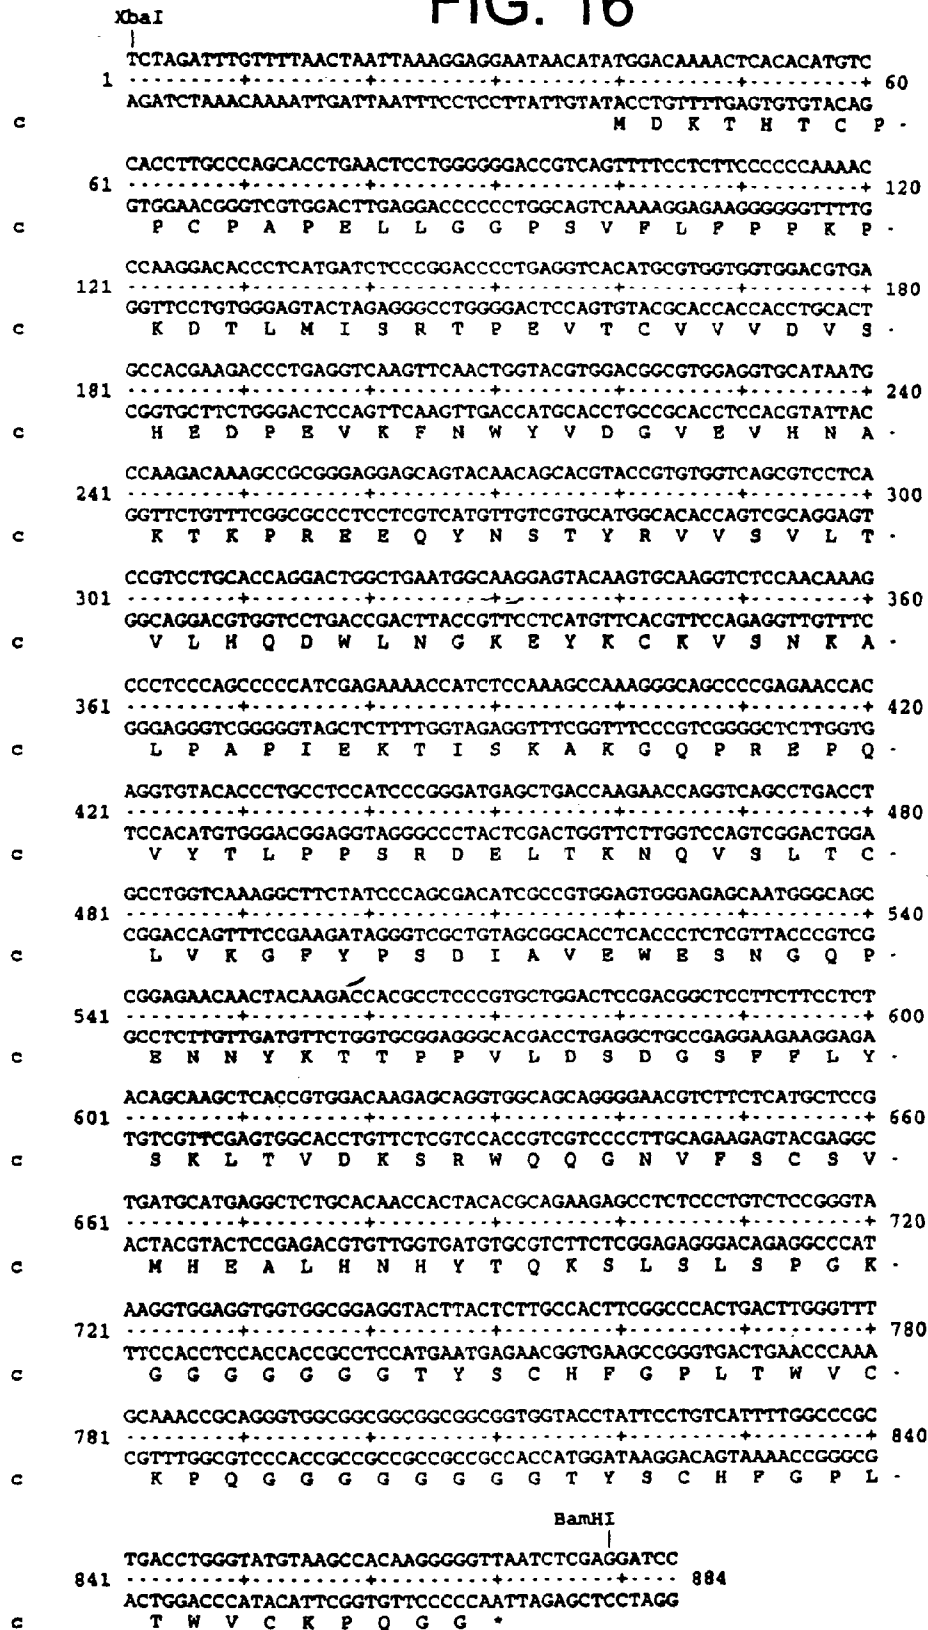 FIG. 16
XbaI
TCTAGATTTGTTTTAACTAATTAAAGGAGGAATAACATATGGACAAAACTCACACATGTC
1 ---------+---------+---------+---------+---------+---------+ 60
AGATCTAAACAAAATTGATTAATTTCCTCCTTATTGTATACCTGTTTTGAGTGTGTACAG
c M D K T H T C P -
CACCTTGCCCAGCACCTGAACTCCTGGGGGGACCGTCAGTTTTCCTCTTCCCCCCAAAAC
61 ---------+---------+---------+---------+---------+---------+ 120
GTGGAACGGGTCGTGGACTTGAGGACCCCCCTGGCAGTCAAAAGGAGAAGGGGGGTTTTG
c P C P A P E L L G G P S V F L F P P K P -
CCAAGGACACCCTCATGATCTCCCGGACCCCTGAGGTCACATGCGTGGTGGTGGACGTGA
121 ---------+---------+---------+---------+---------+---------+ 180
GGTTCCTGTGGGAGTACTAGAGGGCCTGGGGACTCCAGTGTACGCACCACCACCTGCACT
c K D T L M I S R T P E V T C V V V D V S -
GCCACGAAGACCCTGAGGTCAAGTTCAACTGGTACGTGGACGGCGTGGAGGTGCATAATG
181 ---------+---------+---------+---------+---------+---------+ 240
CGGTGCTTCTGGGACTCCAGTTCAAGTTGACCATGCACCTGCCGCACCTCCACGTATTAC
c H E D P E V K F N W Y V D G V E V H N A -
CCAAGACAAAGCCGCGGGAGGAGCAGTACAACAGCACGTACCGTGTGGTCAGCGTCCTCA
241 ---------+---------+---------+---------+---------+---------+ 300
GGTTCTGTTTCGGCGCCCTCCTCGTCATGTTGTCGTGCATGGCACACCAGTCGCAGGAGT
c K T K P R E E Q Y N S T Y R V V S V L T -
CCGTCCTGCACCAGGACTGGCTGAATGGCAAGGAGTACAAGTGCAAGGTCTCCAACAAAG
301 ---------+---------+---------+---------+---------+---------+ 360
GGCAGGACGTGGTCCTGACCGACTTACCGTTCCTCATGTTCACGTTCCAGAGGTTGTTTC
c V L H Q D W L N G K E Y K C K V S N K A -
CCCTCCCAGCCCCCATCGAGAAAACCATCTCCAAAGCCAAAGGGCAGCCCCGAGAACCAC
361 ---------+---------+---------+---------+---------+---------+ 420
GGGAGGGTCGGGGGTAGCTCTTTTGGTAGAGGTTTCGGTTTCCCGTCGGGGCTCTTGGTG
c L P A P I E K T I S K A K G Q P R E P Q -
AGGTGTACACCCTGCCTCCATCCCGGGATGAGCTGACCAAGAACCAGGTCAGCCTGACCT
421 ---------+---------+---------+---------+---------+---------+ 480
TCCACATGTGGGACGGAGGTAGGGCCCTACTCGACTGGTTCTTGGTCCAGTCGGACTGGA
c V Y T L P P S R D E L T K N Q V S L T C -
GCCTGGTCAAAGGCTTCTATCCCAGCGACATCGCCGTGGAGTGGGAGAGCAATGGGCAGC
481 ---------+---------+---------+---------+---------+---------+ 540
CGGACCAGTTTCCGAAGATAGGGTCGCTGTAGCGGCACCTCACCCTCTCGTTACCCGTCG
c L V K G F Y P S D I A V E W E S N G Q P -
CGGAGAACAACTACAAGACCACGCCTCCCGTGCTGGACTCCGACGGCTCCTTCTTCCTCT
541 ---------+---------+---------+---------+---------+---------+ 600
GCCTCTTGTTGATGTTCTGGTGCGGAGGGCACGACCTGAGGCTGCCGAGGAAGAAGGAGA
c E N N Y K T T P P V L D S D G S F F L Y -
ACAGCAAGCTCACCGTGGACAAGAGCAGGTGGCAGCAGGGGAACGTCTTCTCATGCTCCG
601 ---------+---------+---------+---------+---------+---------+ 660
TGTCGTTCGAGTGGCACCTGTTCTCGTCCACCGTCGTCCCCTTGCAGAAGAGTACGAGGC
c S K L T V D K S R W Q Q G N V F S C S V -
TGATGCATGAGGCTCTGCACAACCACTACACGCAGAAGAGCCTCTCCCTGTCTCCGGGTA
661 ---------+---------+---------+---------+---------+---------+ 720
ACTACGTACTCCGAGACGTGTTGGTGATGTGCGTCTTCTCGGAGAGGGACAGAGGCCCAT
c M H E A L H N H Y T Q K S L S L S P G K -
AAGGTGGAGGTGGTGGCGGAGGTACTTACTCTTGCCACTTCGGCCCACTGACTTGGGTTT
721 ---------+---------+---------+---------+---------+---------+ 780
TTCCACCTCCACCACCGCCTCCATGAATGAGAACGGTGAAGCCGGGTGACTGAACCCAAA
c G G G G G G G T Y S C H F G P L T W V C -
GCAAACCGCAGGGTGGCGGCGGCGGCGGCGGTGGTACCTATTCCTGTCATTTTGGCCCGC
781 ---------+---------+---------+---------+---------+---------+ 840
CGTTTGGCGTCCCACCGCCGCCGCCGCCGCCACCATGGATAAGGACAGTAAAACCGGGCG
c K P Q G G G G G G G G T Y S C H F G P L -
BamHI
TGACCTGGGTATGTAAGCCACAAGGGGGTTAATCTCGAGGATCC
841 ---------+---------+---------+---------+---- 884
ACTGGACCCATACATTCGGTGTTCCCCCAATTAGAGCTCCTAGG
c T W V C K P Q G G *